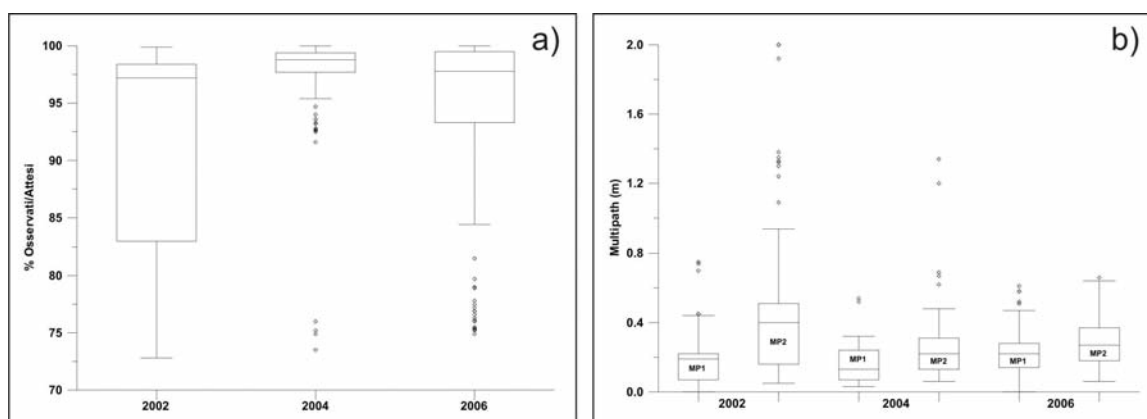 a)
100
95
90
85
80
75
70
% Osservati/Attesi
2002 2004 2006
b)
2.0
1.6
1.2
0.8
0.4
0.0
Multipath (m)
MP1 MP2 MP1 MP2 MP1 MP2
2002 2004 2006